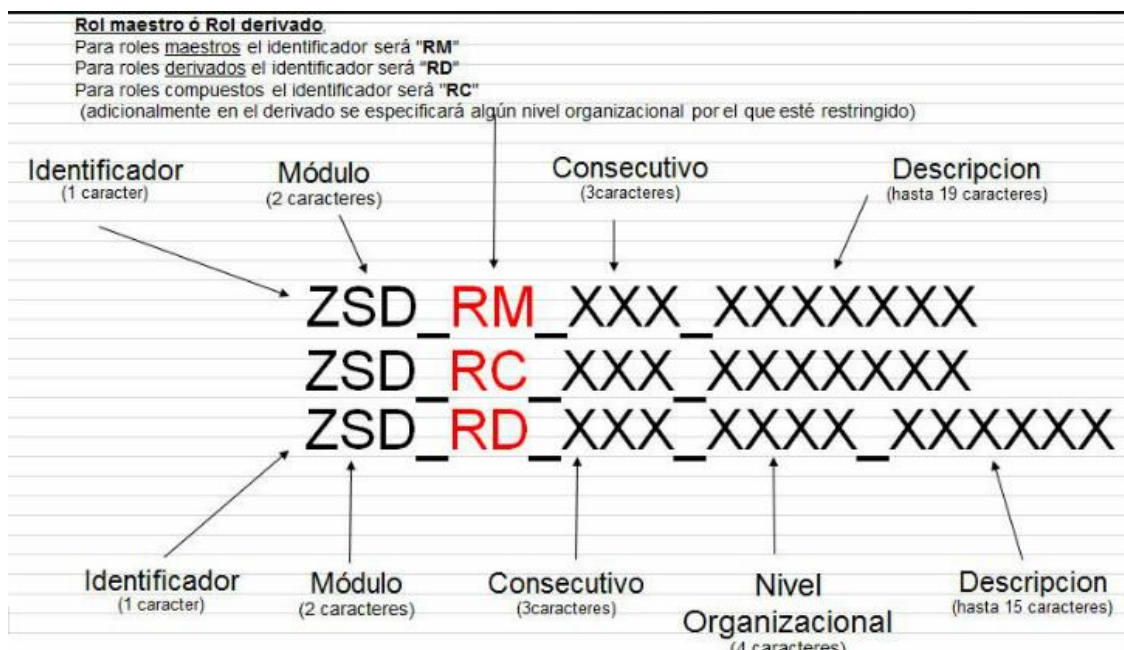 Rol maestro ó Rol derivado,
Para roles maestros el identificador será "RM"
Para roles derivados el identificador será "RD"
Para roles compuestos el identificador será "RC"
(adicionalmente en el derivado se especificará algún nivel organizacional por el que esté restringido)
Identificador
(1 caracter)
Módulo
(2 caracteres)
Consecutivo
(3caracteres)
Descripcion
(hasta 19 caracteres)
ZSD_RM_XXX_XXXXXXX
ZSD_RC_XXX_XXXXXXX
ZSD_RD_XXX_XXXX_XXXXXX
Identificador
(1 caracter)
Módulo
(2 caracteres)
Consecutivo
(3caracteres)
Nivel
Organizacional
(4 caracteres)
Descripcion
(hasta 15 caracteres)